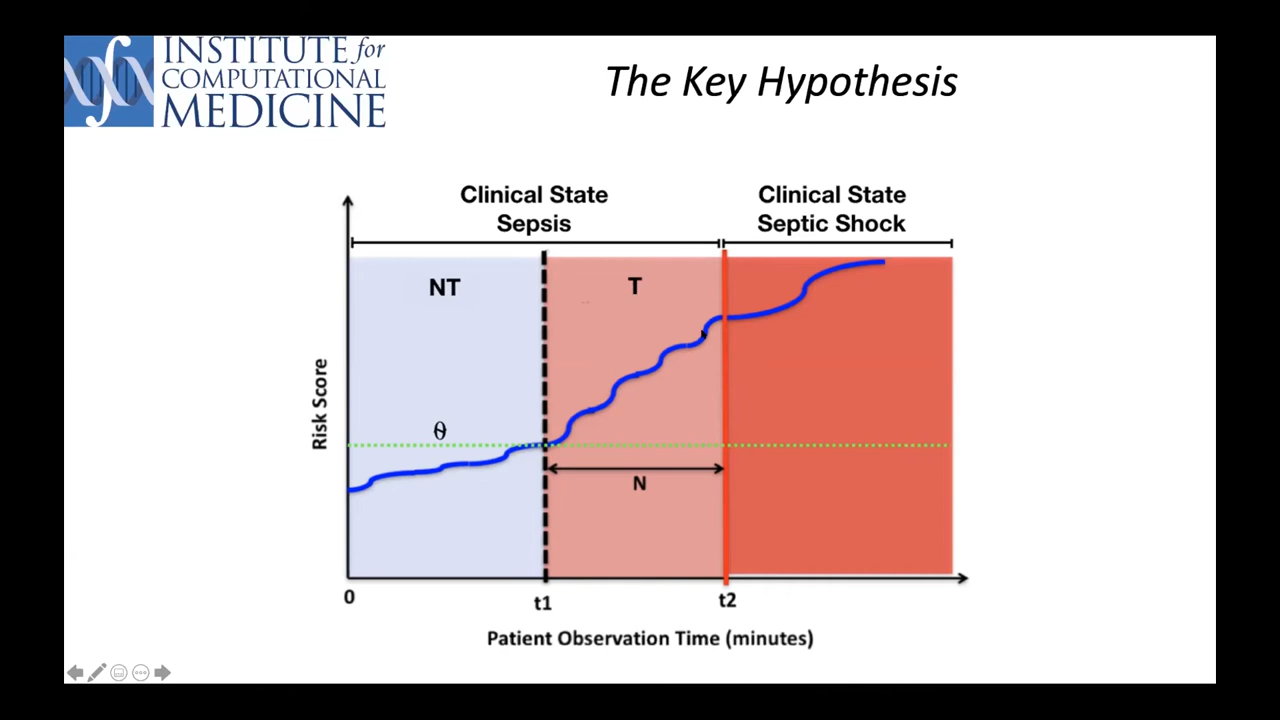 INSTITUTE for
COMPUTATIONAL
MEDICINE
The Key Hypothesis
Clinical State
Sepsis
Clinical State
Septic Shock
NT
T
Risk Score
θ
N
0
t1
t2
Patient Observation Time (minutes)